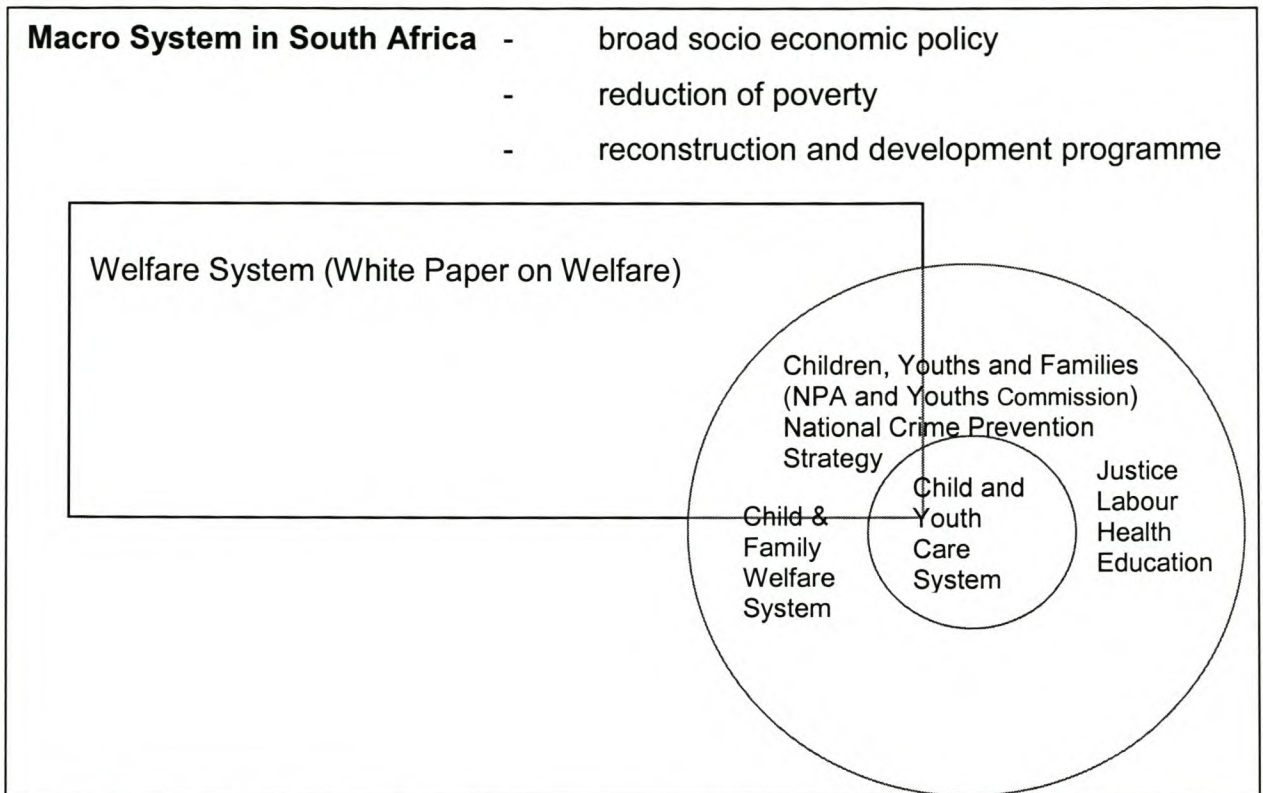 Macro System in South Africa - broad socio economic policy
- reduction of poverty
- reconstruction and development programme
Welfare System (White Paper on Welfare)
Children, Youths and Families
(NPA and Youths Commission)
National Crime Prevention
Strategy
Child &
Family
Welfare
System
Child and
Youth
Care
System
Justice
Labour
Health
Education